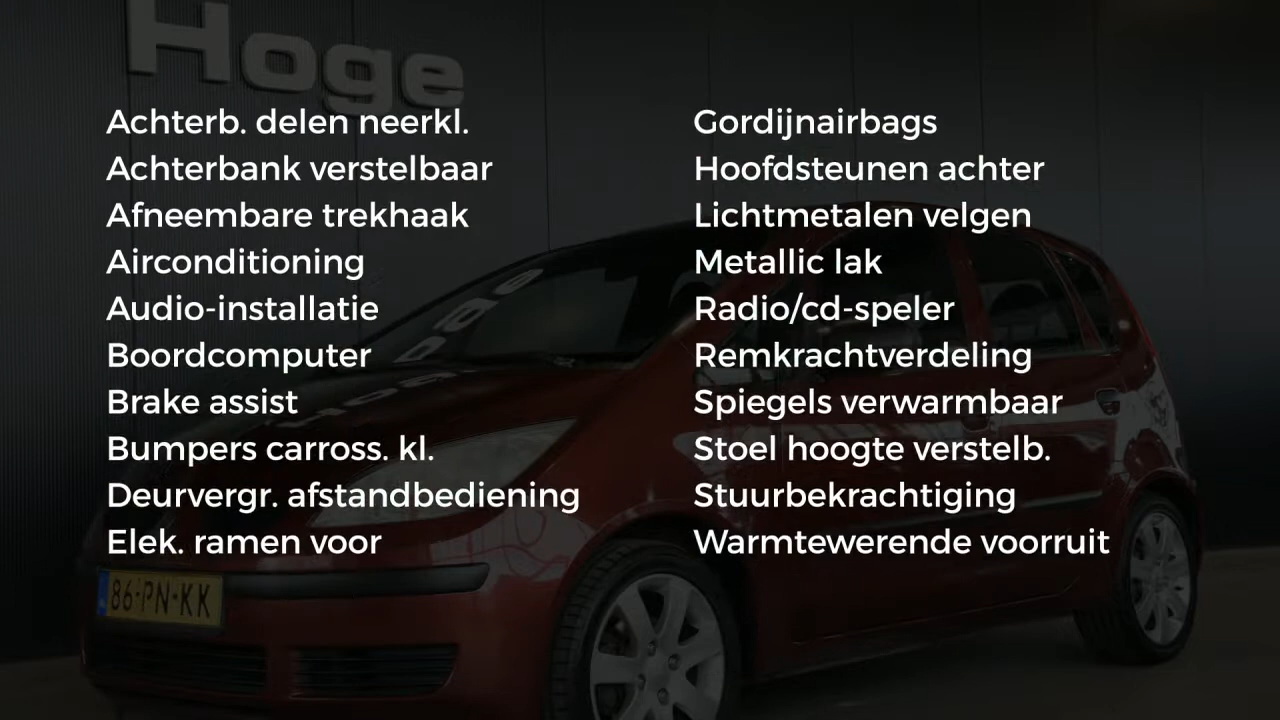 Hoge
Achterb. delen neerkl.
Achterbank verstelbaar
Afneembare trekhaak
Airconditioning
Audio-installatie
Boordcomputer
Brake assist
Bumpers carross. kl.
Deurvergr. afstandbediening
Elek. ramen voor
Gordijnairbags
Hoofdsteunen achter
Lichtmetalen velgen
Metallic lak
Radio/cd-speler
Remkrachtverdeling
Spiegels verwarmbaar
Stoel hoogte verstelb.
Stuurbekrachtiging
Warmtewerende voorruit
86-PN-KK